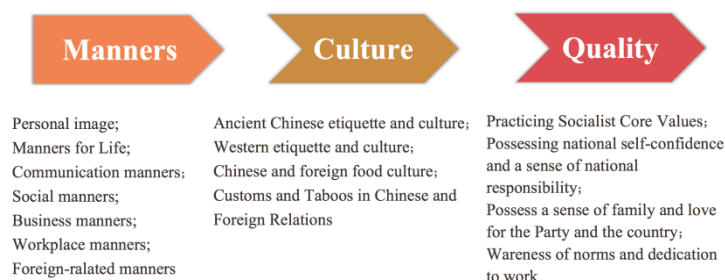 Manners
Personal image;
Manners for Life;
Communication manners;
Social manners;
Business manners;
Workplace manners;
Foreign-ralated manners
Culture
Ancient Chinese etiquette and culture;
Western etiquette and culture;
Chinese and foreign food culture;
Customs and Taboos in Chinese and
Foreign Relations
Quality
Practicing Socialist Core Values;
Possessing national self-confidence
and a sense of national
responsibility;
Possess a sense of family and love
for the Party and the country;
Wareness of norms and dedication
to work